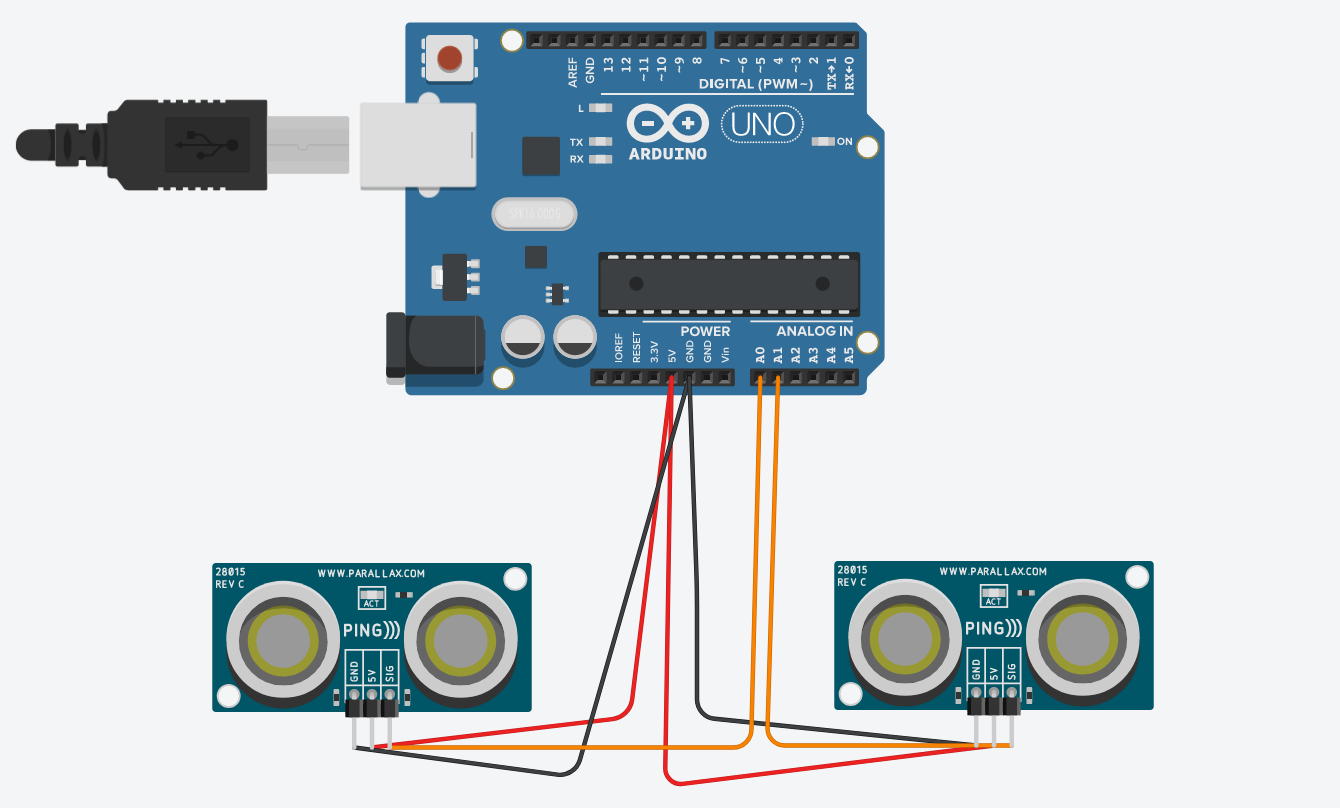 AREF
GND
13
12
~11
~10
~9
8
7
~6
~5
4
~3
2
TX→1
RX←0
DIGITAL (PWM~)
L
TX
RX
ARDUINO
UNO
ON
POWER
ANALOG IN
IOREF
RESET
3.3V
5V
GND
GND
Vin
A0
A1
A2
A3
A4
A5
28015
REV C
WWW.PARALLAX.COM
ACT
PING)))
GND
5V
SIG
28015
REV C
WWW.PARALLAX.COM
ACT
PING)))
GND
5V
SIG